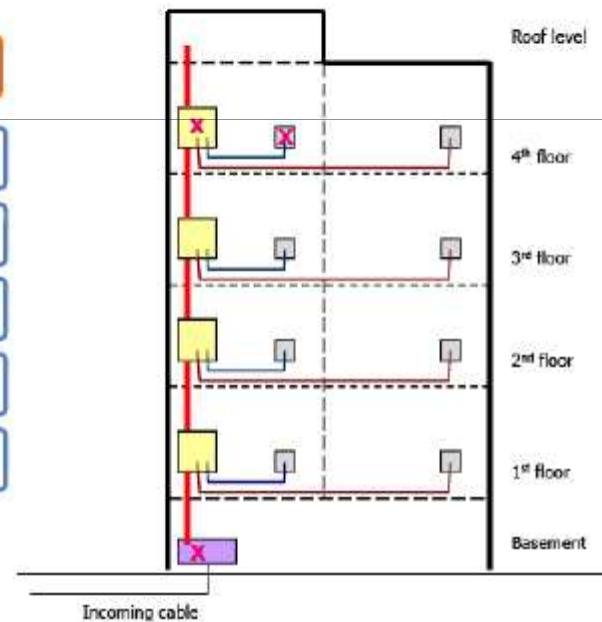 Roof level
X
X
4th floor
3rd floor
2nd floor
1st floor
Basement
X
Incoming cable